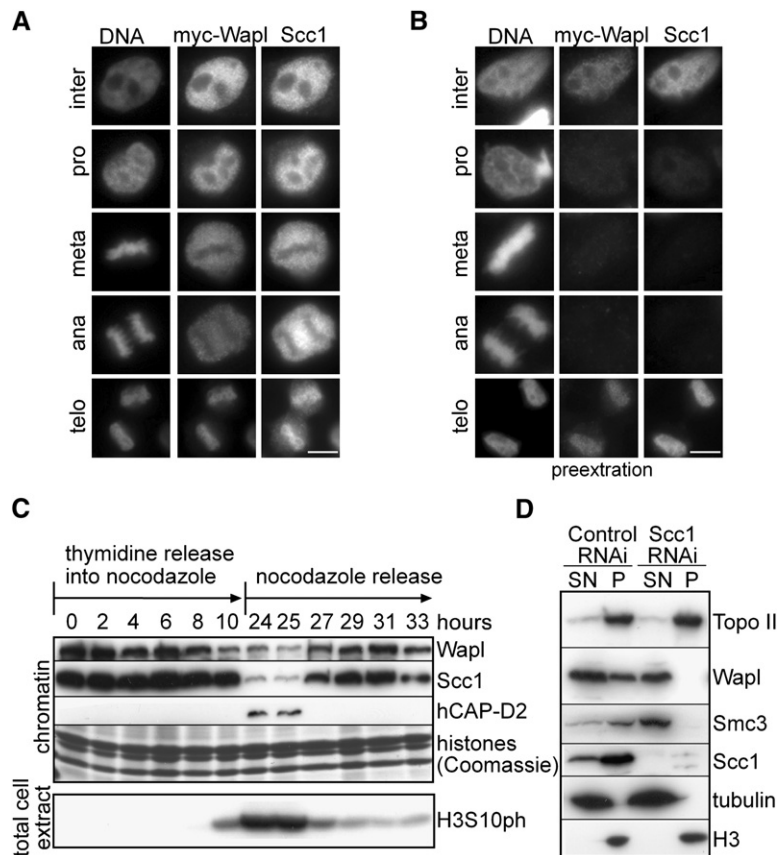 A
DNA myc-Wapl Scc1
inter
pro
meta
ana
telo
B
DNA myc-Wapl Scc1
inter
pro
meta
ana
telo
preextration
C
thymidine release
into nocodazole
nocodazole release
0 2 4 6 8 10 24 25 27 29 31 33 hours
chromatin
Wapl
Scc1
hCAP-D2
histones
(Coomassie)
total cell
extract
H3S10ph
D
Control Scc1
RNAi RNAi
SN P SN P
Topo II
Wapl
Smc3
Scc1
tubulin
H3